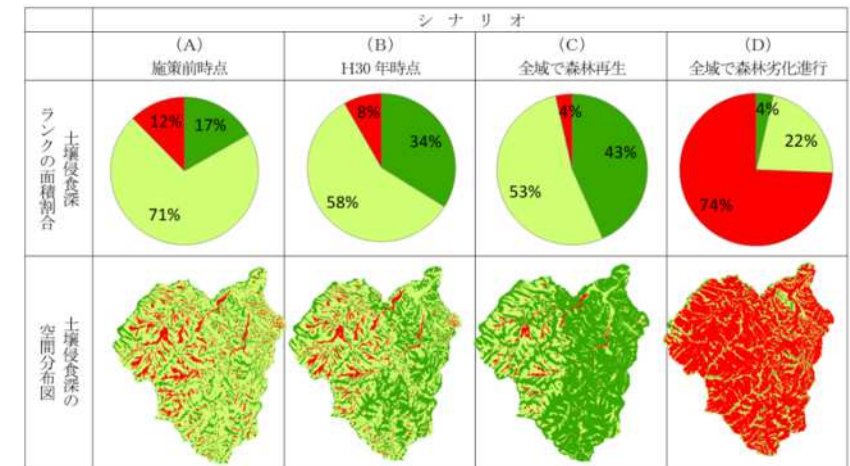 シナリオ
(A)
施策前時点
(B)
H30年時点
(C)
全域で森林再生
(D)
全域で森林劣化進行
土壌侵食深
ランクの面積割合
12%
17%
71%
8%
34%
58%
4%
43%
53%
4%
22%
74%
土壌侵食深の
空間分布図